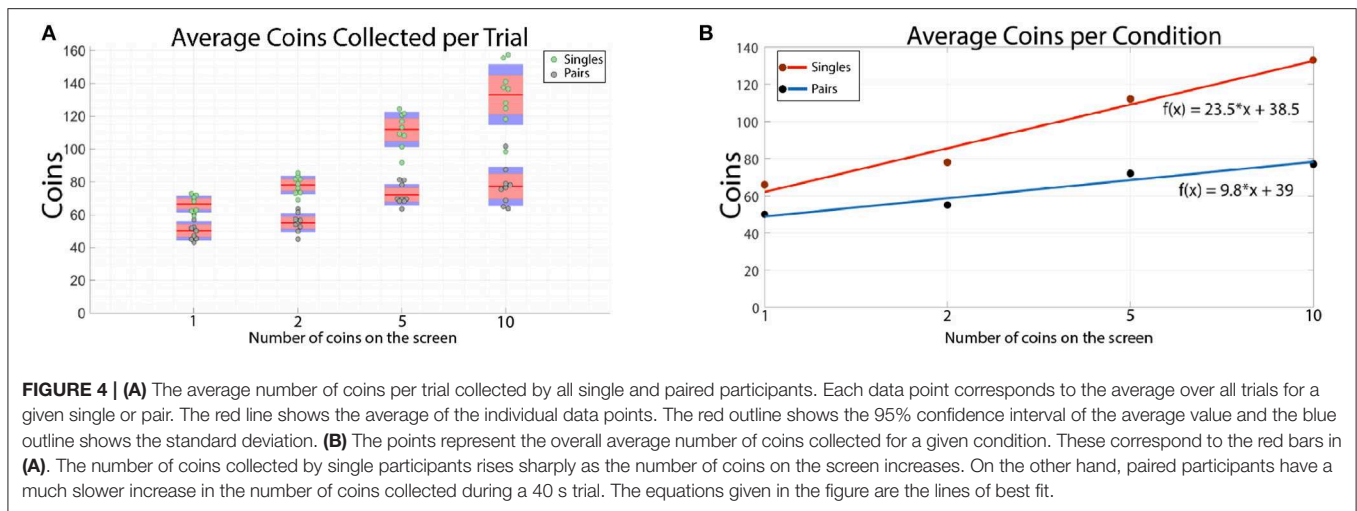 A
Average Coins Collected per Trial
Singles
Pairs
Coins
160
140
120
100
80
60
40
20
0
1
2
5
10
Number of coins on the screen
B
Average Coins per Condition
Singles
Pairs
Coins
140
120
100
80
60
40
20
0
f(x) = 23.5*x + 38.5
f(x) = 9.8*x + 39
1
2
5
10
Number of coins on the screen
FIGURE 4 | (A) The average number of coins per trial collected by all single and paired participants. Each data point corresponds to the average over all trials for a
given single or pair. The red line shows the average of the individual data points. The red outline shows the 95% confidence interval of the average value and the blue
outline shows the standard deviation. (B) The points represent the overall average number of coins collected for a given condition. These correspond to the red bars in
(A). The number of coins collected by single participants rises sharply as the number of coins on the screen increases. On the other hand, paired participants have a
much slower increase in the number of coins collected during a 40 s trial. The equations given in the figure are the lines of best fit.